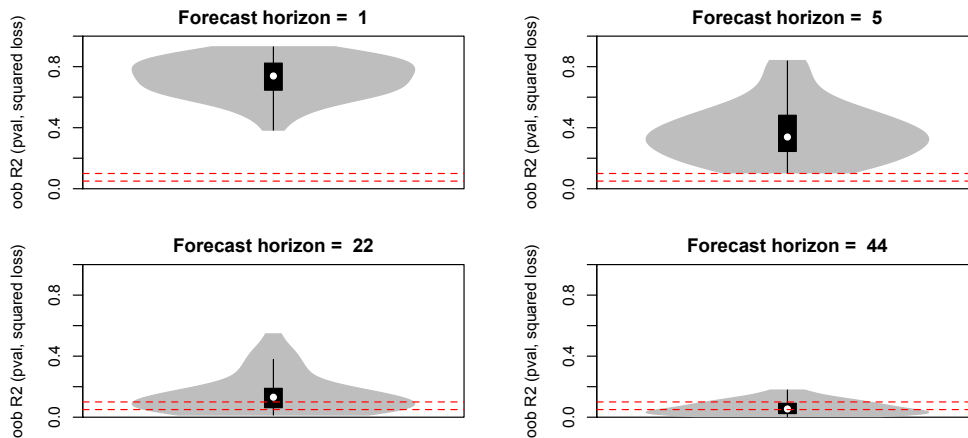 Forecast horizon = 1
oob R2 (pval, squared loss)
0.8
0.4
0.0
Forecast horizon = 5
oob R2 (pval, squared loss)
0.8
0.4
0.0
Forecast horizon = 22
oob R2 (pval, squared loss)
0.8
0.4
0.0
Forecast horizon = 44
oob R2 (pval, squared loss)
0.8
0.4
0.0